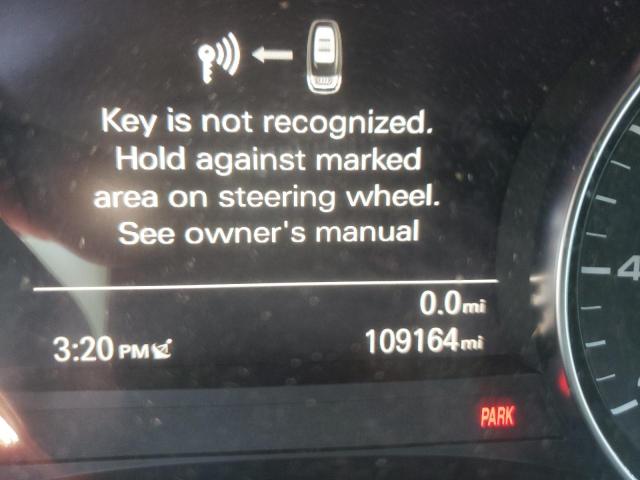 Key is not recognized.
Hold against marked
area on steering wheel.
See owner's manual
0.0mi
3:20 PM
109164mi
PARK
4